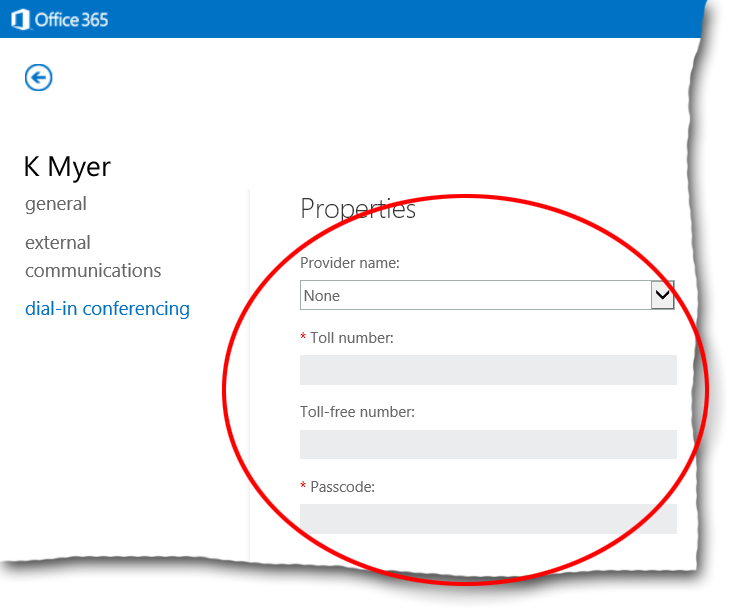 Office 365
K Myer
general
external
communications
dial-in conferencing
Properties
Provider name:
None
* Toll number:
Toll-free number:
* Passcode: